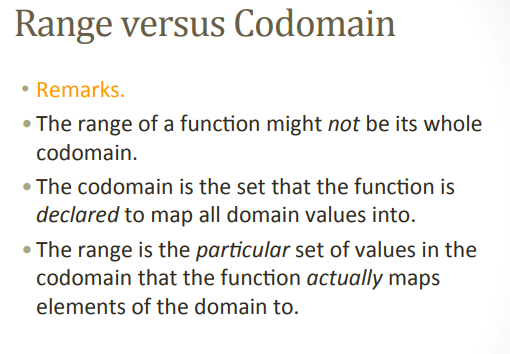 Range versus Codomain
• Remarks.
• The range of a function might not be its whole
codomain.
• The codomain is the set that the function is
declared to map all domain values into.
• The range is the particular set of values in the
codomain that the function actually maps
elements of the domain to.